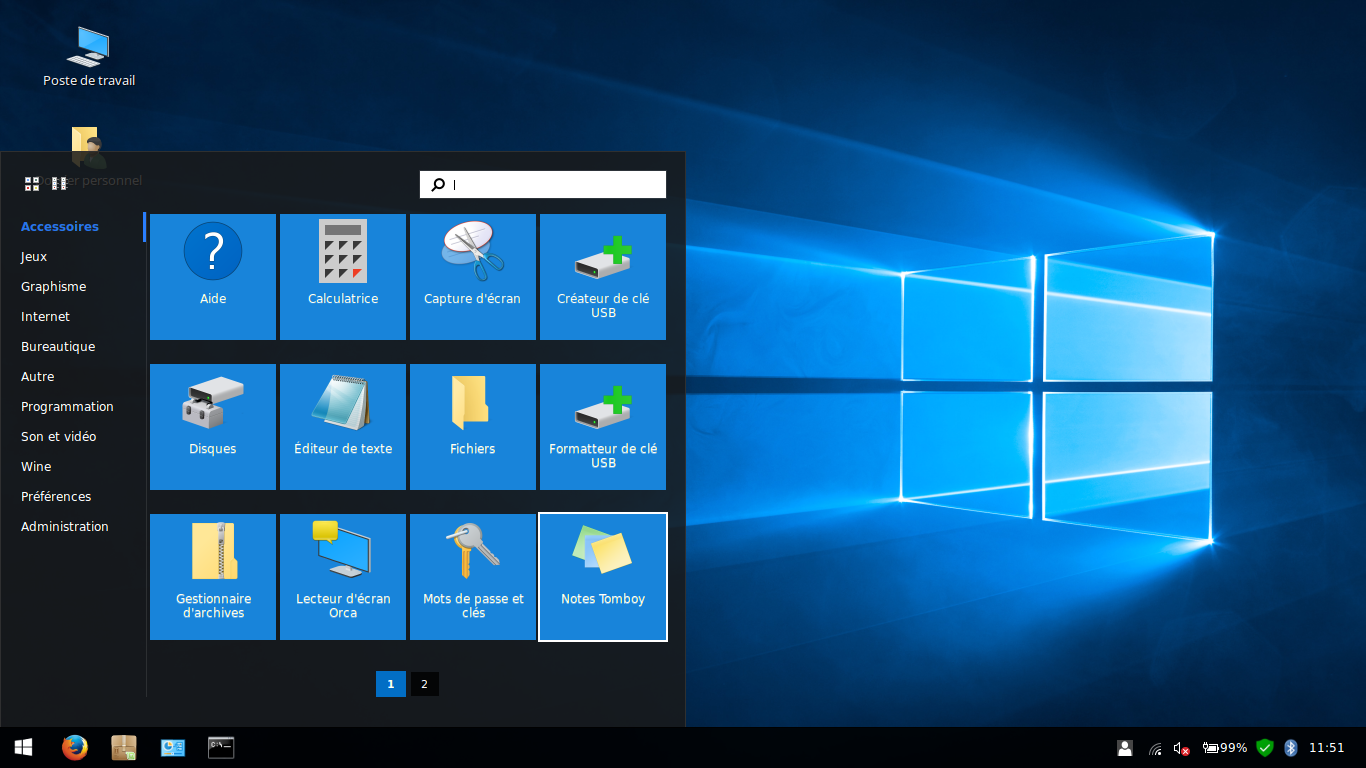 Poste de travail
Dossier personnel
Accessoires
Jeux
Graphisme
Internet
Bureautique
Autre
Programmation
Son et vidéo
Wine
Préférences
Administration
?
Aide
Calculatrice
Capture d'écran
Créateur de clé
USB
Disques
Éditeur de texte
Fichiers
Formatteur de clé
USB
Gestionnaire
d'archives
Lecteur d'écran
Orca
Mots de passe et
clés
Notes Tomboy
1
2
99%
11:51